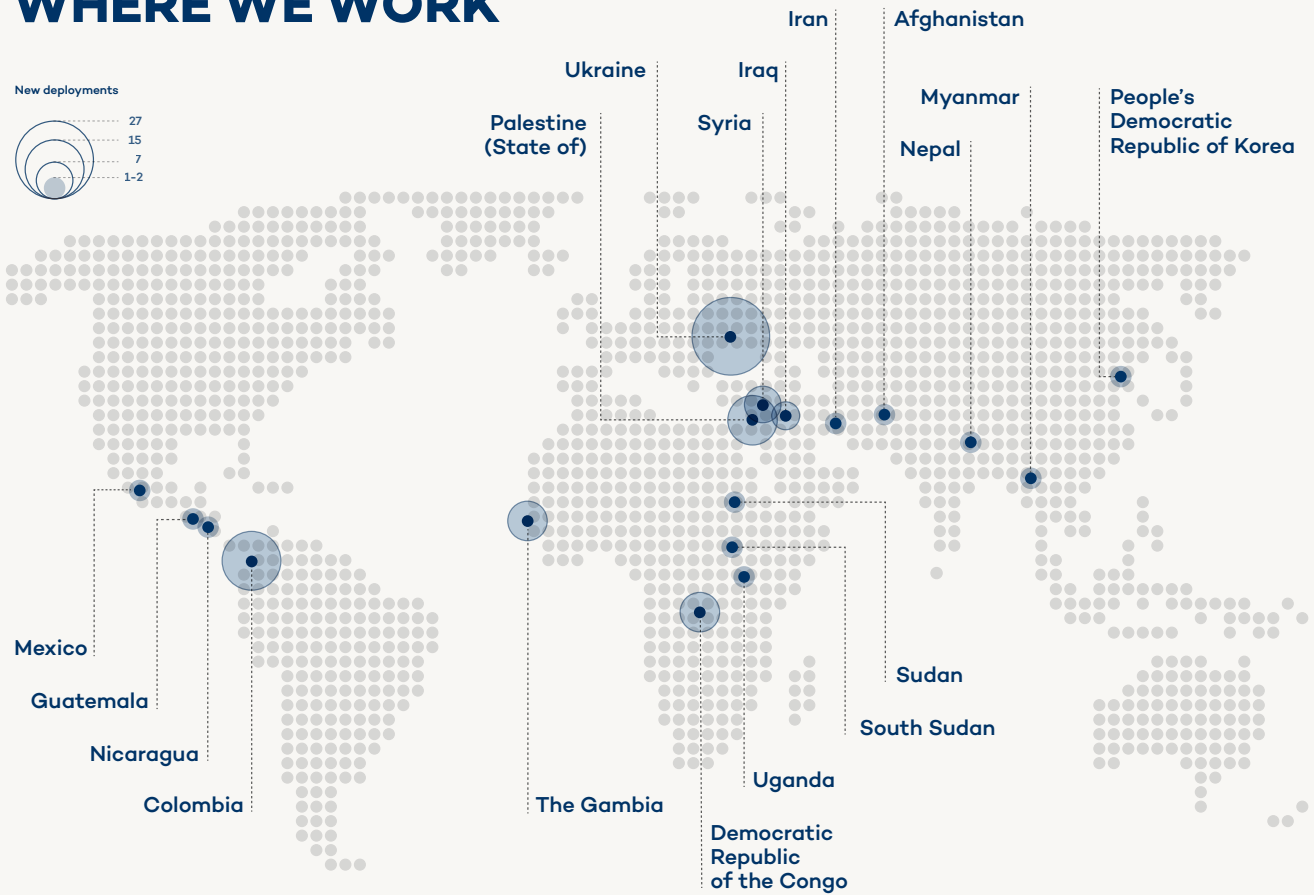 WHERE WE WORK
Iran
Afghanistan
Ukraine
Iraq
New deployments
Myanmar
People’s
Democratic
Republic of Korea
27
15
7
1-2
Palestine
(State of)
Syria
Nepal
Mexico
Guatemala
Nicaragua
Colombia
The Gambia
Sudan
South Sudan
Uganda
Democratic
Republic
of the Congo